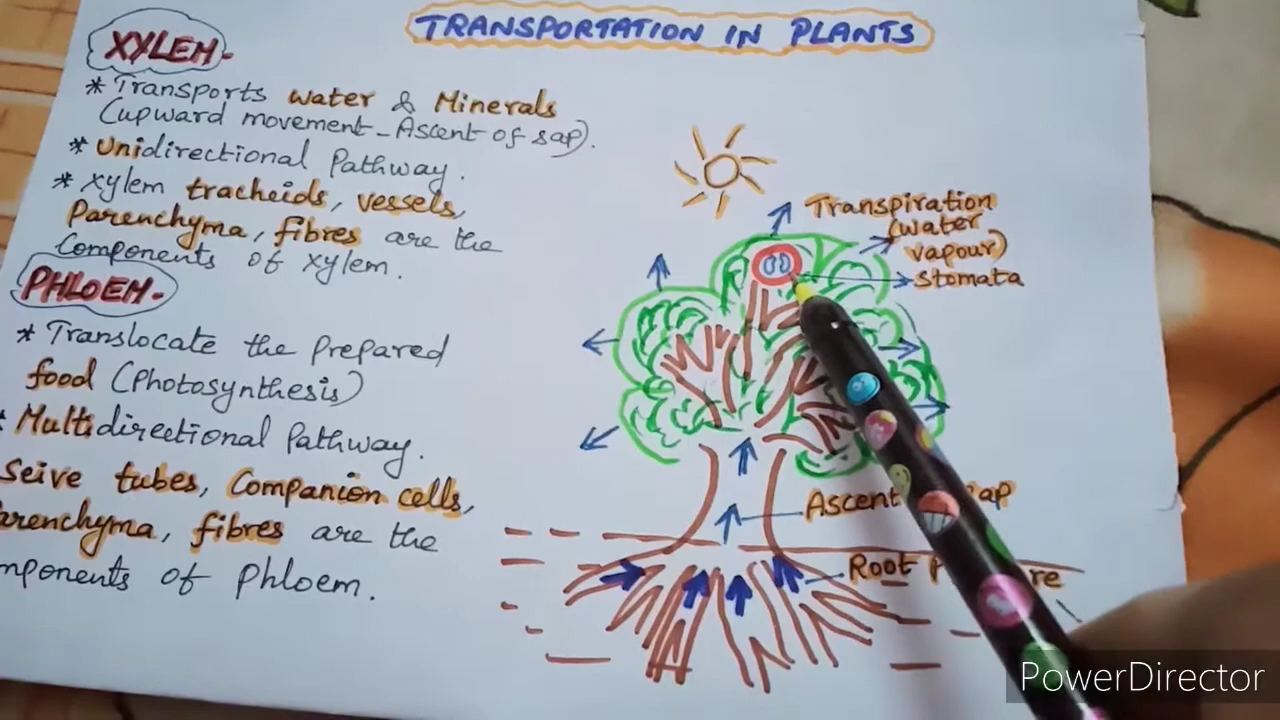 TRANSPORTATION IN PLANTS
XYLEM-
* Transports water & Minerals
(upward movement-Ascent of sap).
* Unidirectional Pathway.
* xylem tracheids, vessels,
Parenchyma, fibres are the
components of xylem.
PHLOEM-
* Translocate the prepared
food (Photosynthesis)
* Multidirectional Pathway.
Seive tubes, Companion cells,
arenchyma, fibres are the
mponents of Phloem.
Transpiration
(water
vapour)
Stomata
Ascent ap
Root P re
PowerDirector